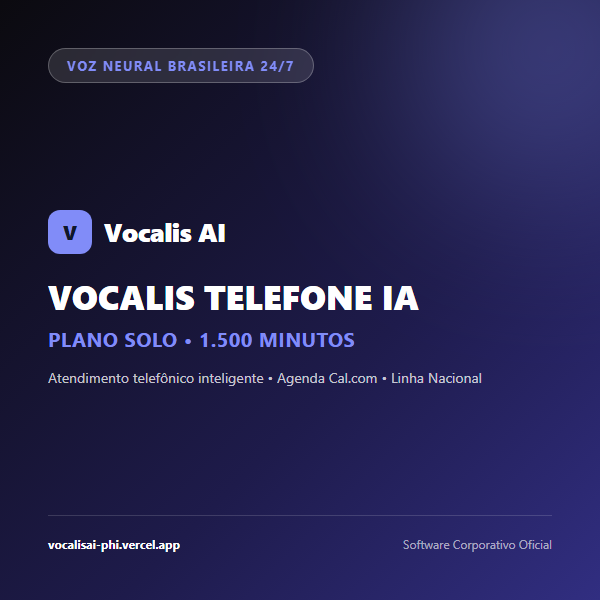 VOZ NEURAL BRASILEIRA 24/7
V
Vocalis AI
VOCALIS TELEFONE IA
PLANO SOLO • 1.500 MINUTOS
Atendimento telefônico inteligente • Agenda Cal.com • Linha Nacional
vocalisai-phi.vercel.app
Software Corporativo Oficial